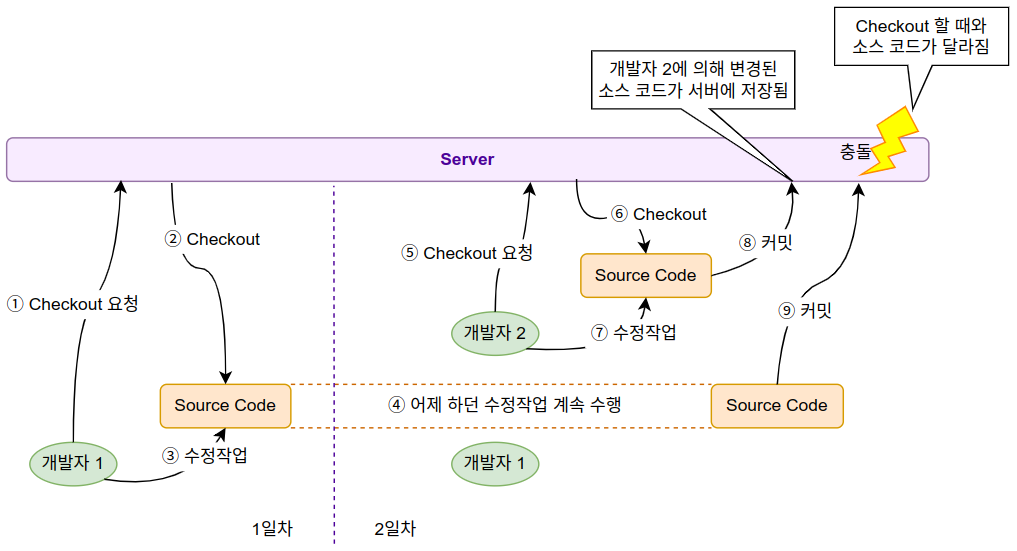 Checkout 할 때와
소스 코드가 달라짐
개발자 2에 의해 변경된
소스 코드가 서버에 저장됨
Server
충돌
① Checkout 요청
② Checkout
Source Code
③ 수정작업
개발자 1
④ 어제 하던 수정작업 계속 수행
⑤ Checkout 요청
⑥ Checkout
Source Code
개발자 2
⑦ 수정작업
⑧ 커밋
⑨ 커밋
Source Code
개발자 1
1일차
2일차